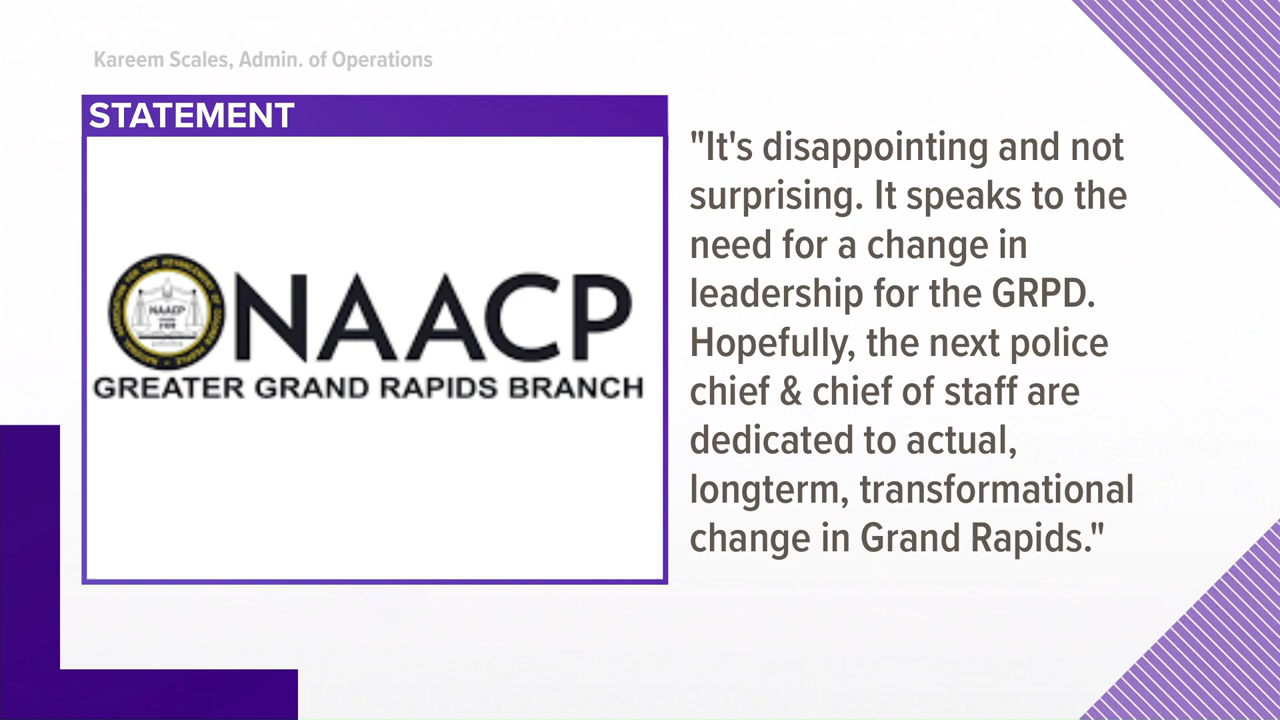 Kareem Scales, Admin. of Operations
STATEMENT
NAACP
NAACP
GREATER GRAND RAPIDS BRANCH
"It's disappointing and not
surprising. It speaks to the
need for a change in
leadership for the GRPD.
Hopefully, the next police
chief & chief of staff are
dedicated to actual,
longterm, transformational
change in Grand Rapids."